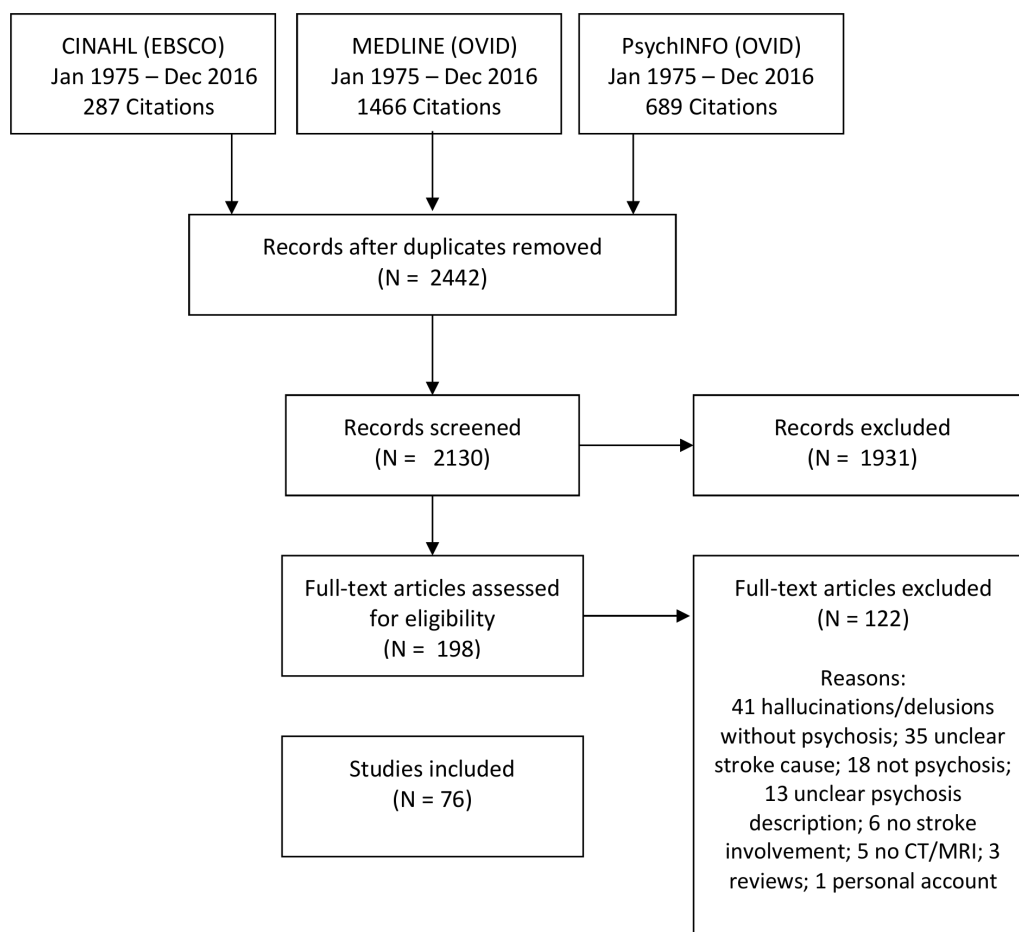 CINAHL (EBSCO)
Jan 1975 – Dec 2016
287 Citations
MEDLINE (OVID)
Jan 1975 – Dec 2016
1466 Citations
PsychINFO (OVID)
Jan 1975 – Dec 2016
689 Citations
Records after duplicates removed
(N = 2442)
Records screened
(N = 2130)
Records excluded
(N = 1931)
Full-text articles assessed
for eligibility
(N = 198)
Full-text articles excluded
(N = 122)
Reasons:
41 hallucinations/delusions
without psychosis; 35 unclear
stroke cause; 18 not psychosis;
13 unclear psychosis
description; 6 no stroke
involvement; 5 no CT/MRI; 3
reviews; 1 personal account
Studies included
(N = 76)